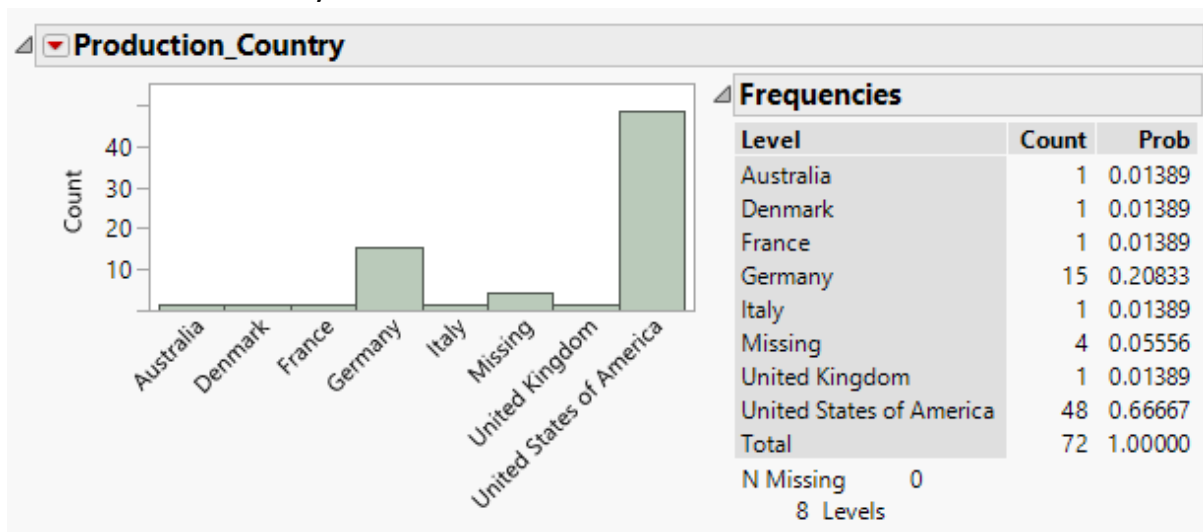 Production_Country
Count
40
30
20
10
Australia
Denmark
France
Germany
Italy
Missing
United Kingdom
United States of America
Frequencies
Level Count Prob
Australia 1 0.01389
Denmark 1 0.01389
France 1 0.01389
Germany 15 0.20833
Italy 1 0.01389
Missing 4 0.05556
United Kingdom 1 0.01389
United States of America 48 0.66667
Total 72 1.00000
N Missing 0
8 Levels